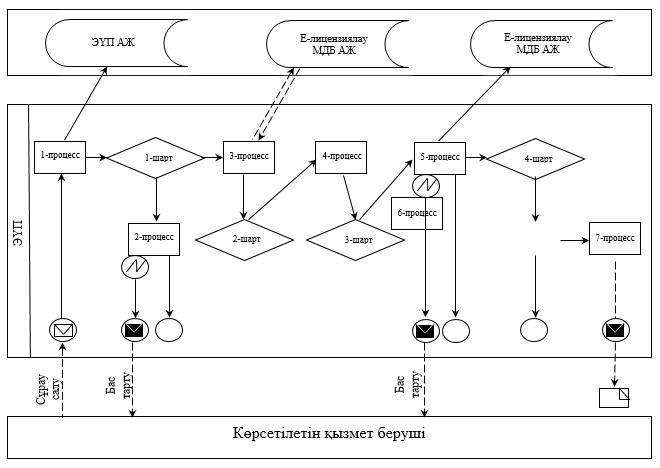 ЭҮП АЖ
Е-лицензиялау
МДБ АЖ
Е-лицензиялау
МДБ АЖ
ЭҮП
1-процесс
1-шарт
3-процесс
4-процесс
5-процесс
4-шарт
6-процесс
2-процесс
2-шарт
3-шарт
7-процесс
Сұрау
салу
Бас
тарту
Бас
тарту
Көрсетілетін қызмет беруші